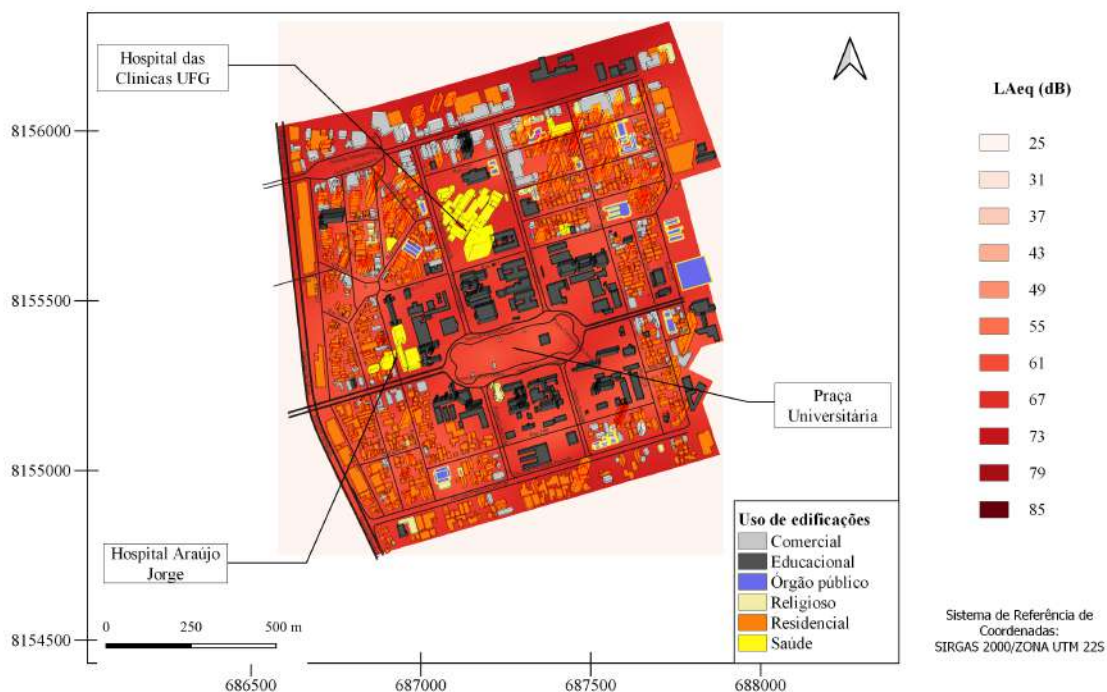 Hospital das
Clínicas UFG
8156000
8155500
8155000
8154500
Praça
Universitária
Hospital Araújo
Jorge
0 250 500 m
Uso de edificações
Comercial
Educacional
Órgão público
Religioso
Residencial
Saúde
686500 687000 687500 688000
LAeq (dB)
25
31
37
43
49
55
61
67
73
79
85
Sistema de Referência de
Coordenadas:
SIRGAS 2000/ZONA UTM 22S